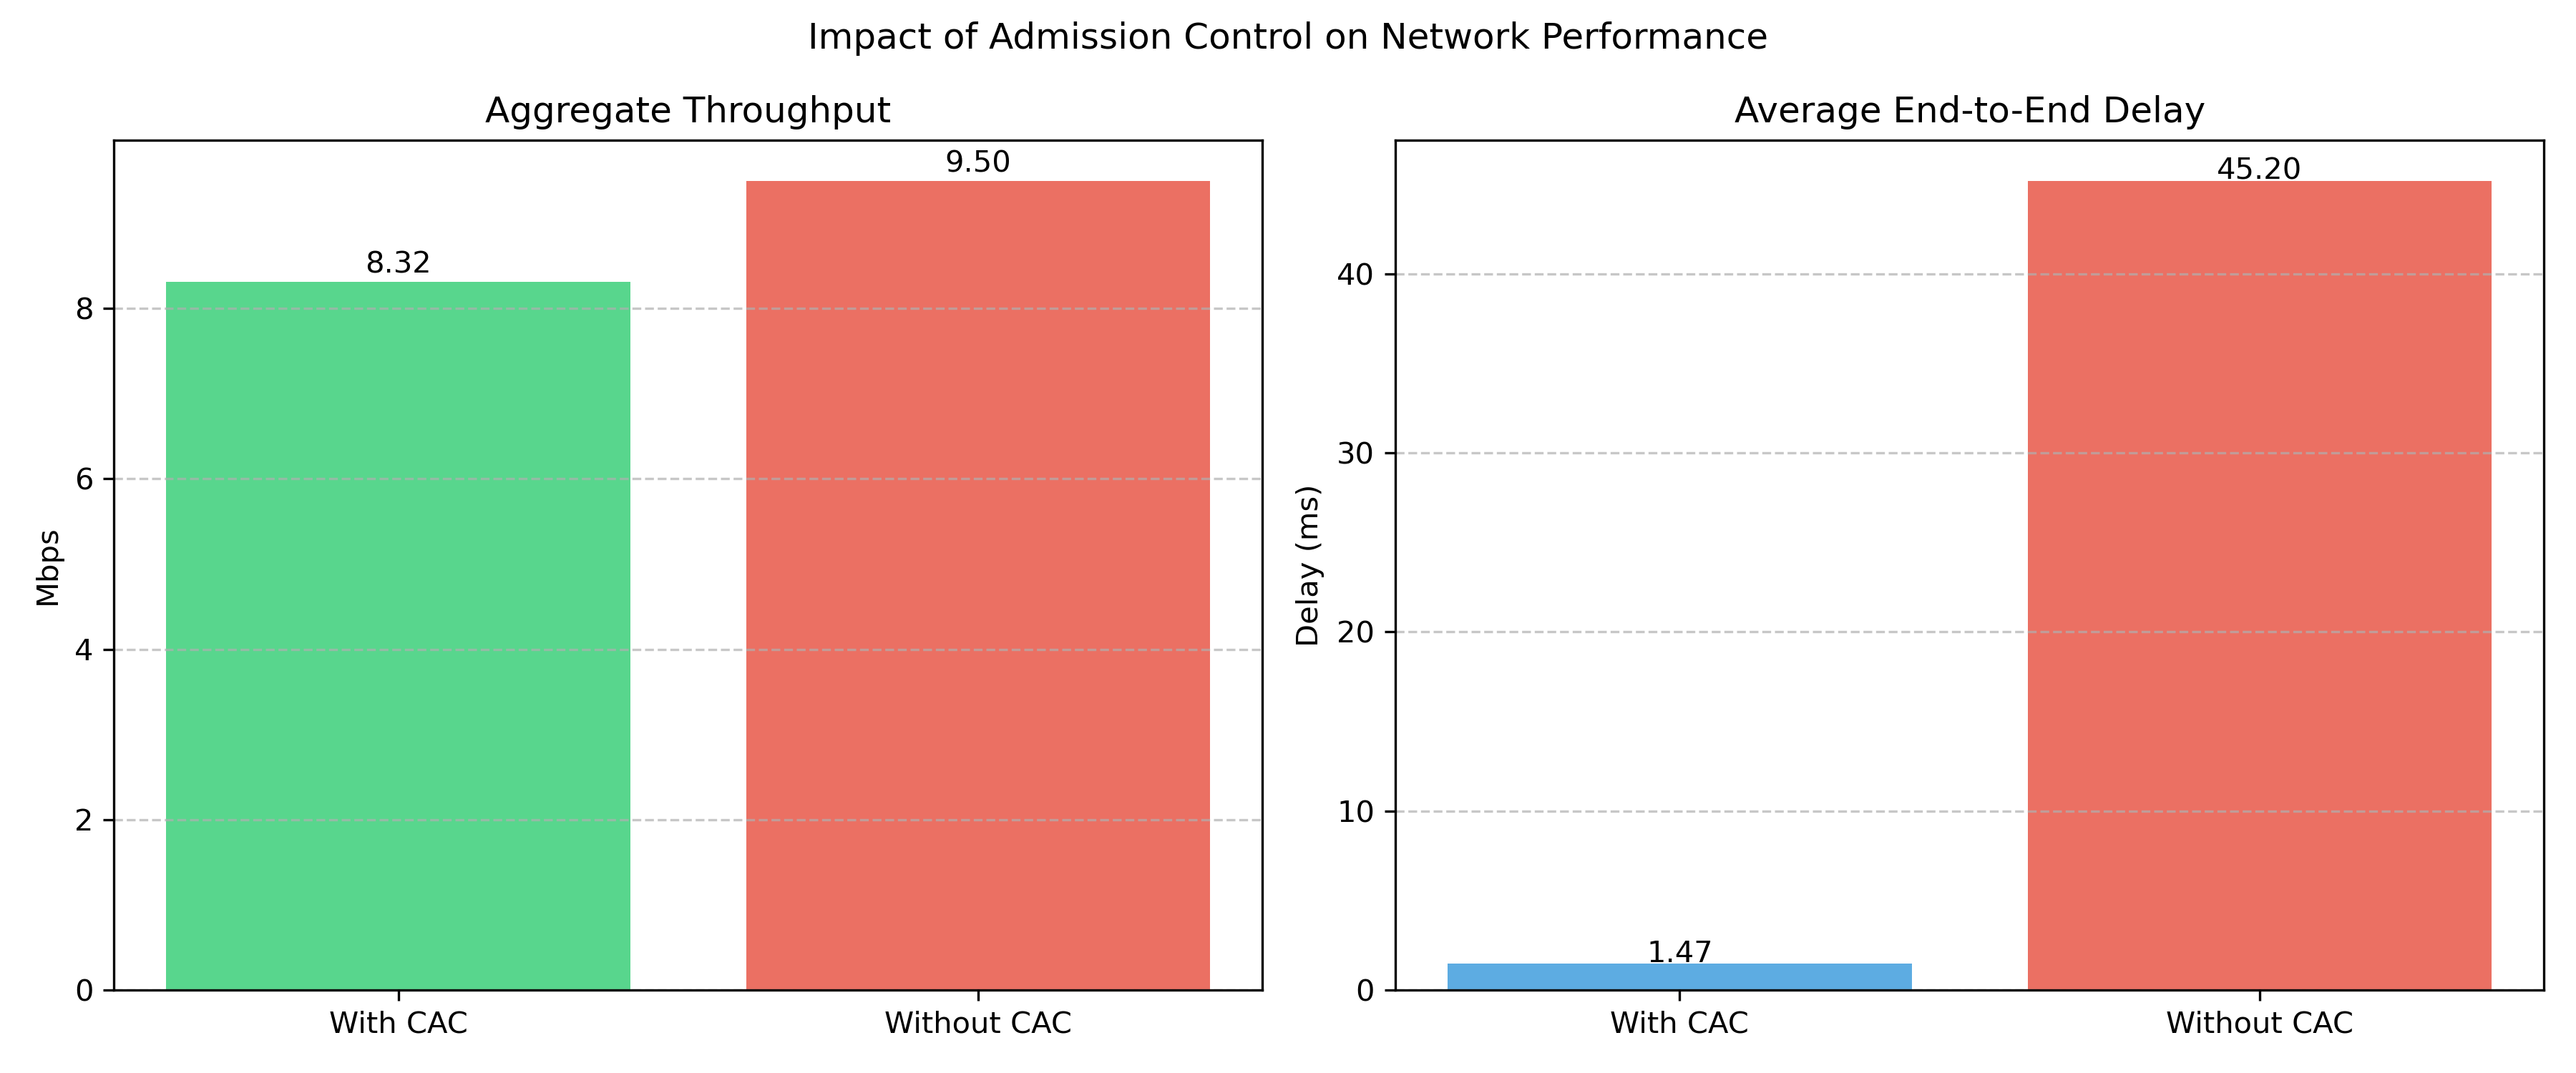 Impact of Admission Control on Network Performance
Aggregate Throughput
9.50
8.32
8
6
4
2
0
Mbps
With CAC
Without CAC
Average End-to-End Delay
45.20
40
30
20
10
1.47
0
Delay (ms)
With CAC
Without CAC